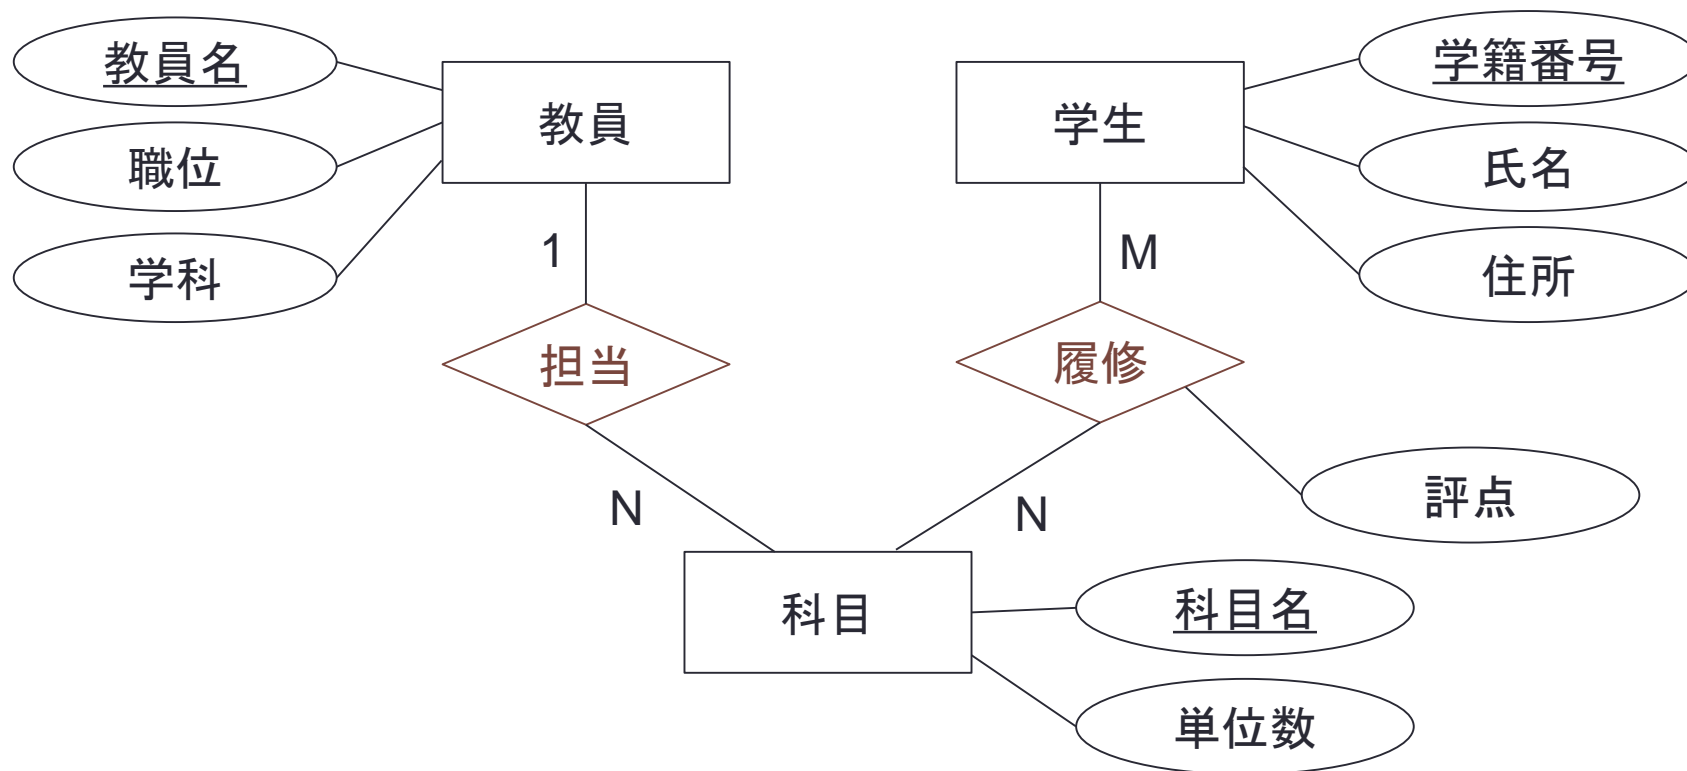 教員名
教員
学生
学籍番号
職位
氏名
学科
1
M
住所
担当
履修
N
N
評点
科目
科目名
単位数